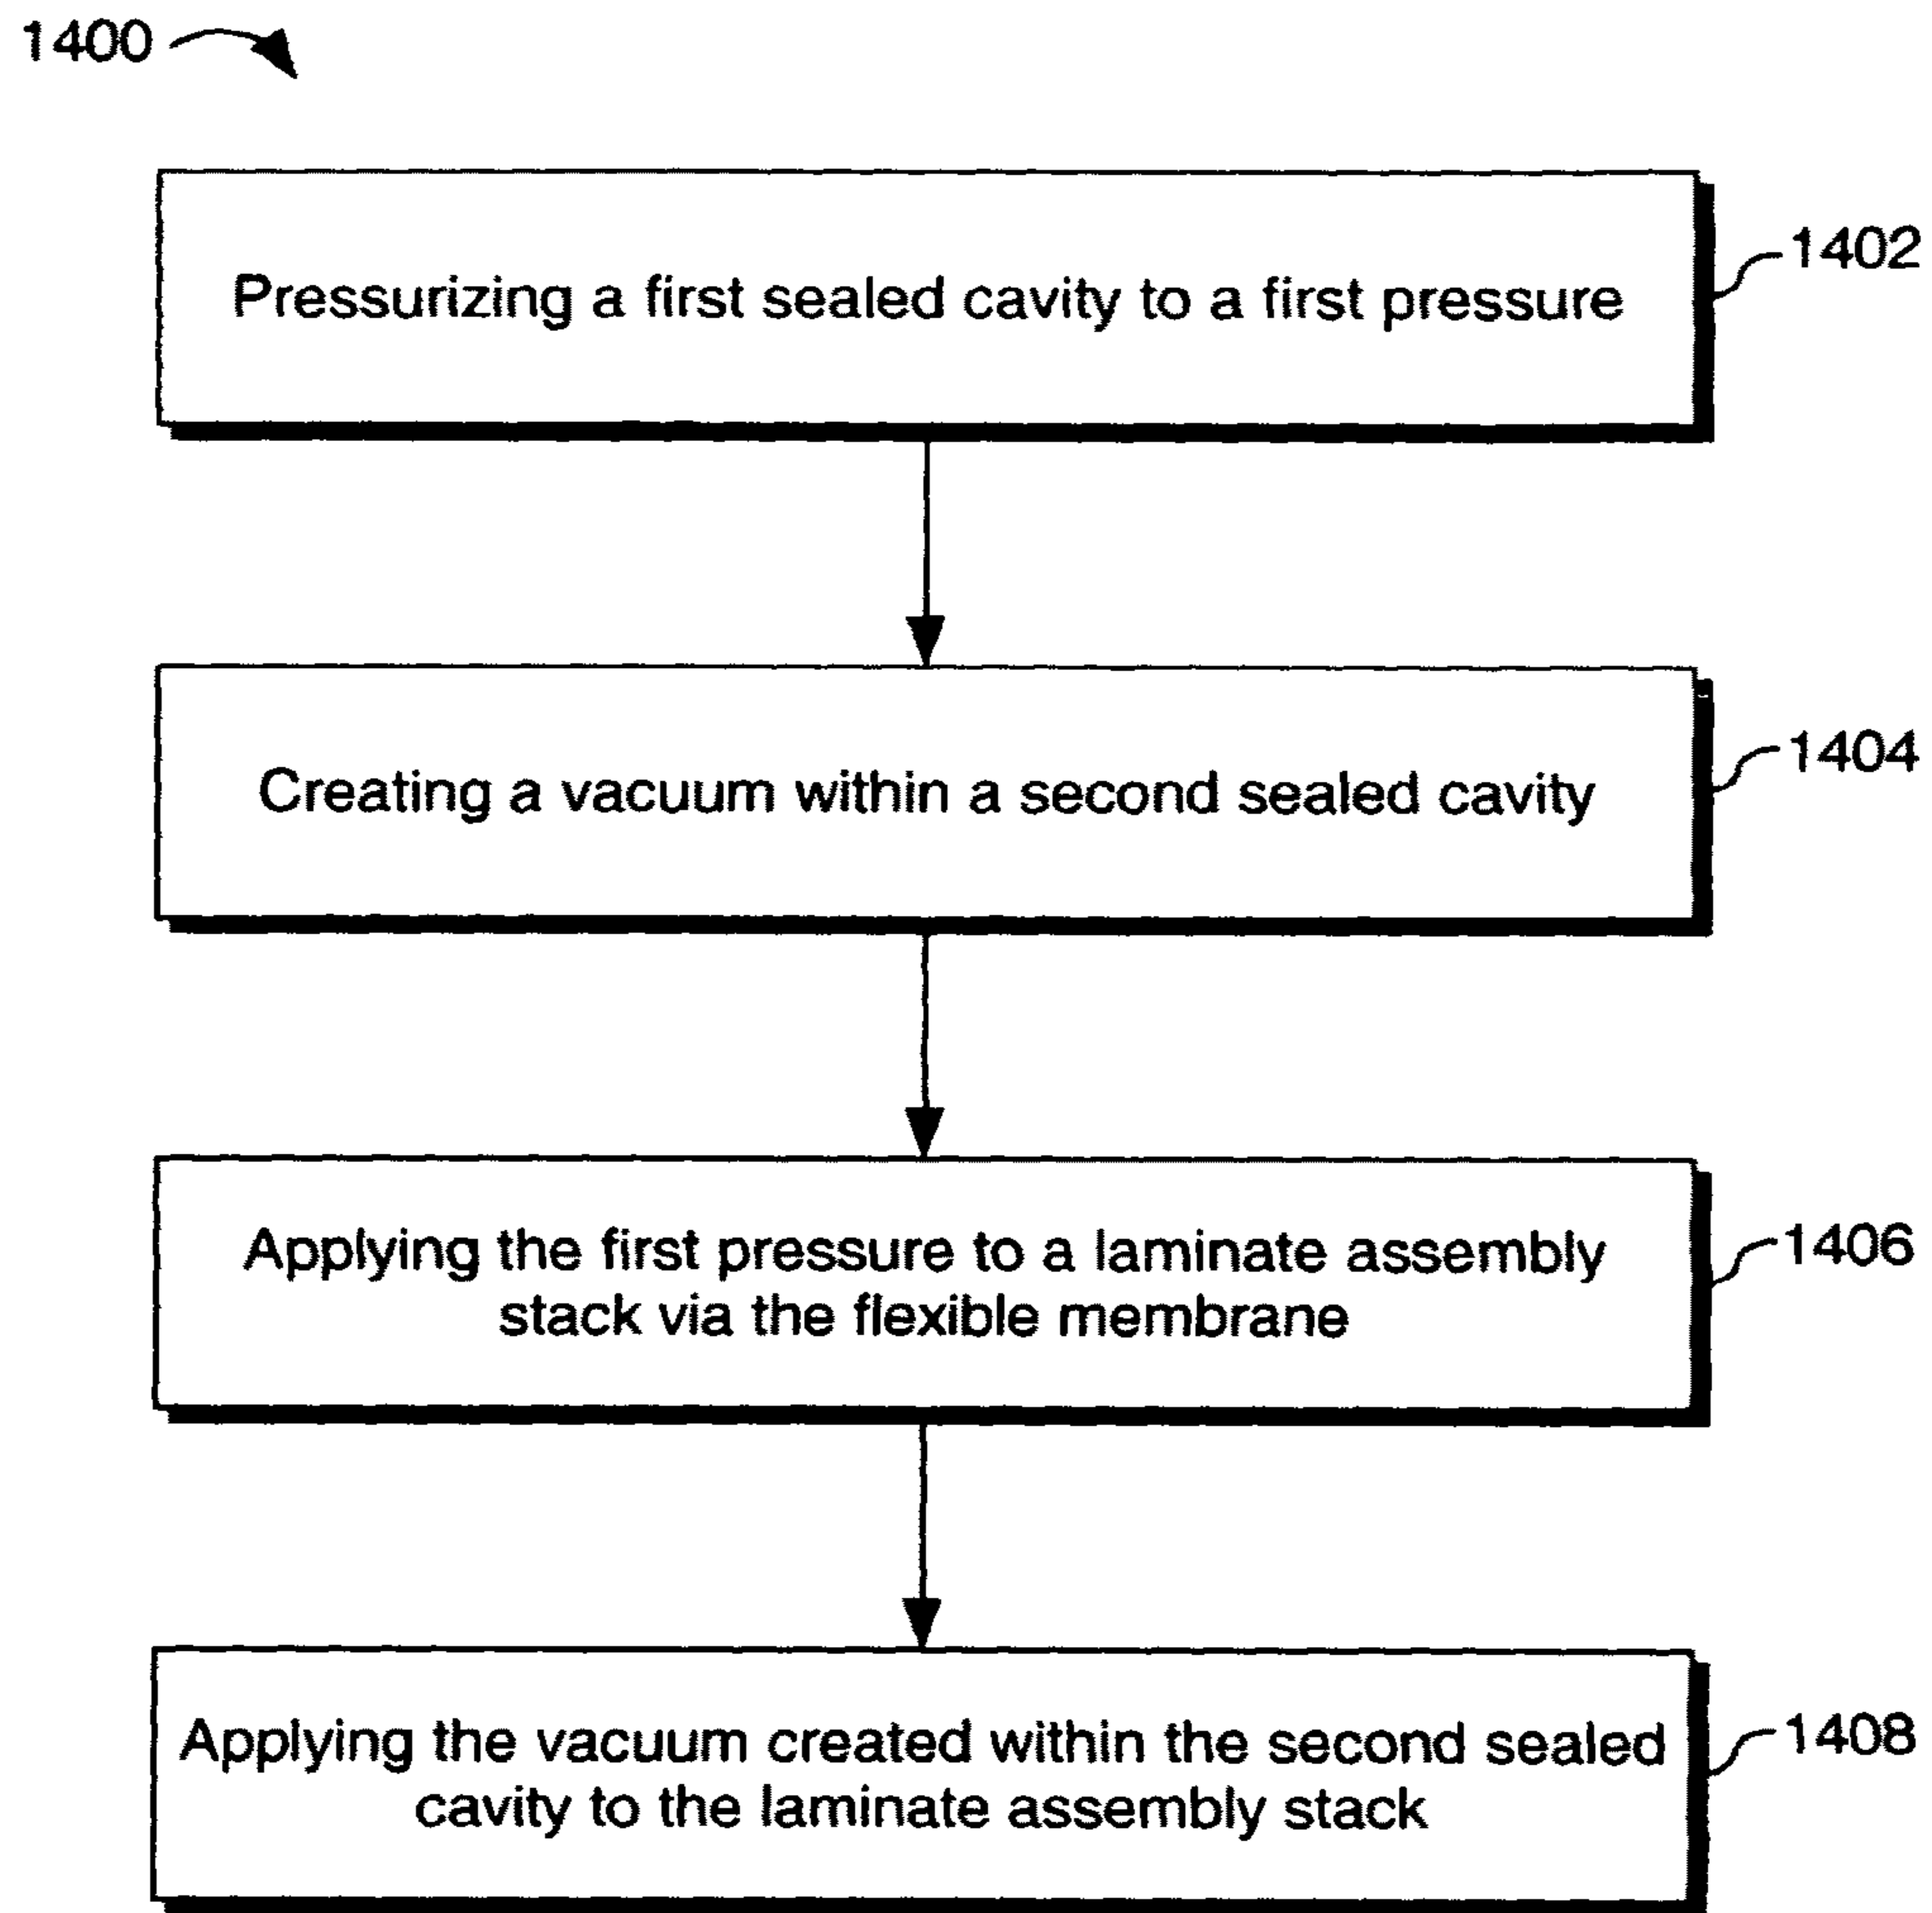 1400
Pressurizing a first sealed cavity to a first pressure
1402
Creating a vacuum within a second sealed cavity
1404
Applying the first pressure to a laminate assembly
stack via the flexible membrane
1406
Applying the vacuum created within the second sealed
cavity to the laminate assembly stack
1408